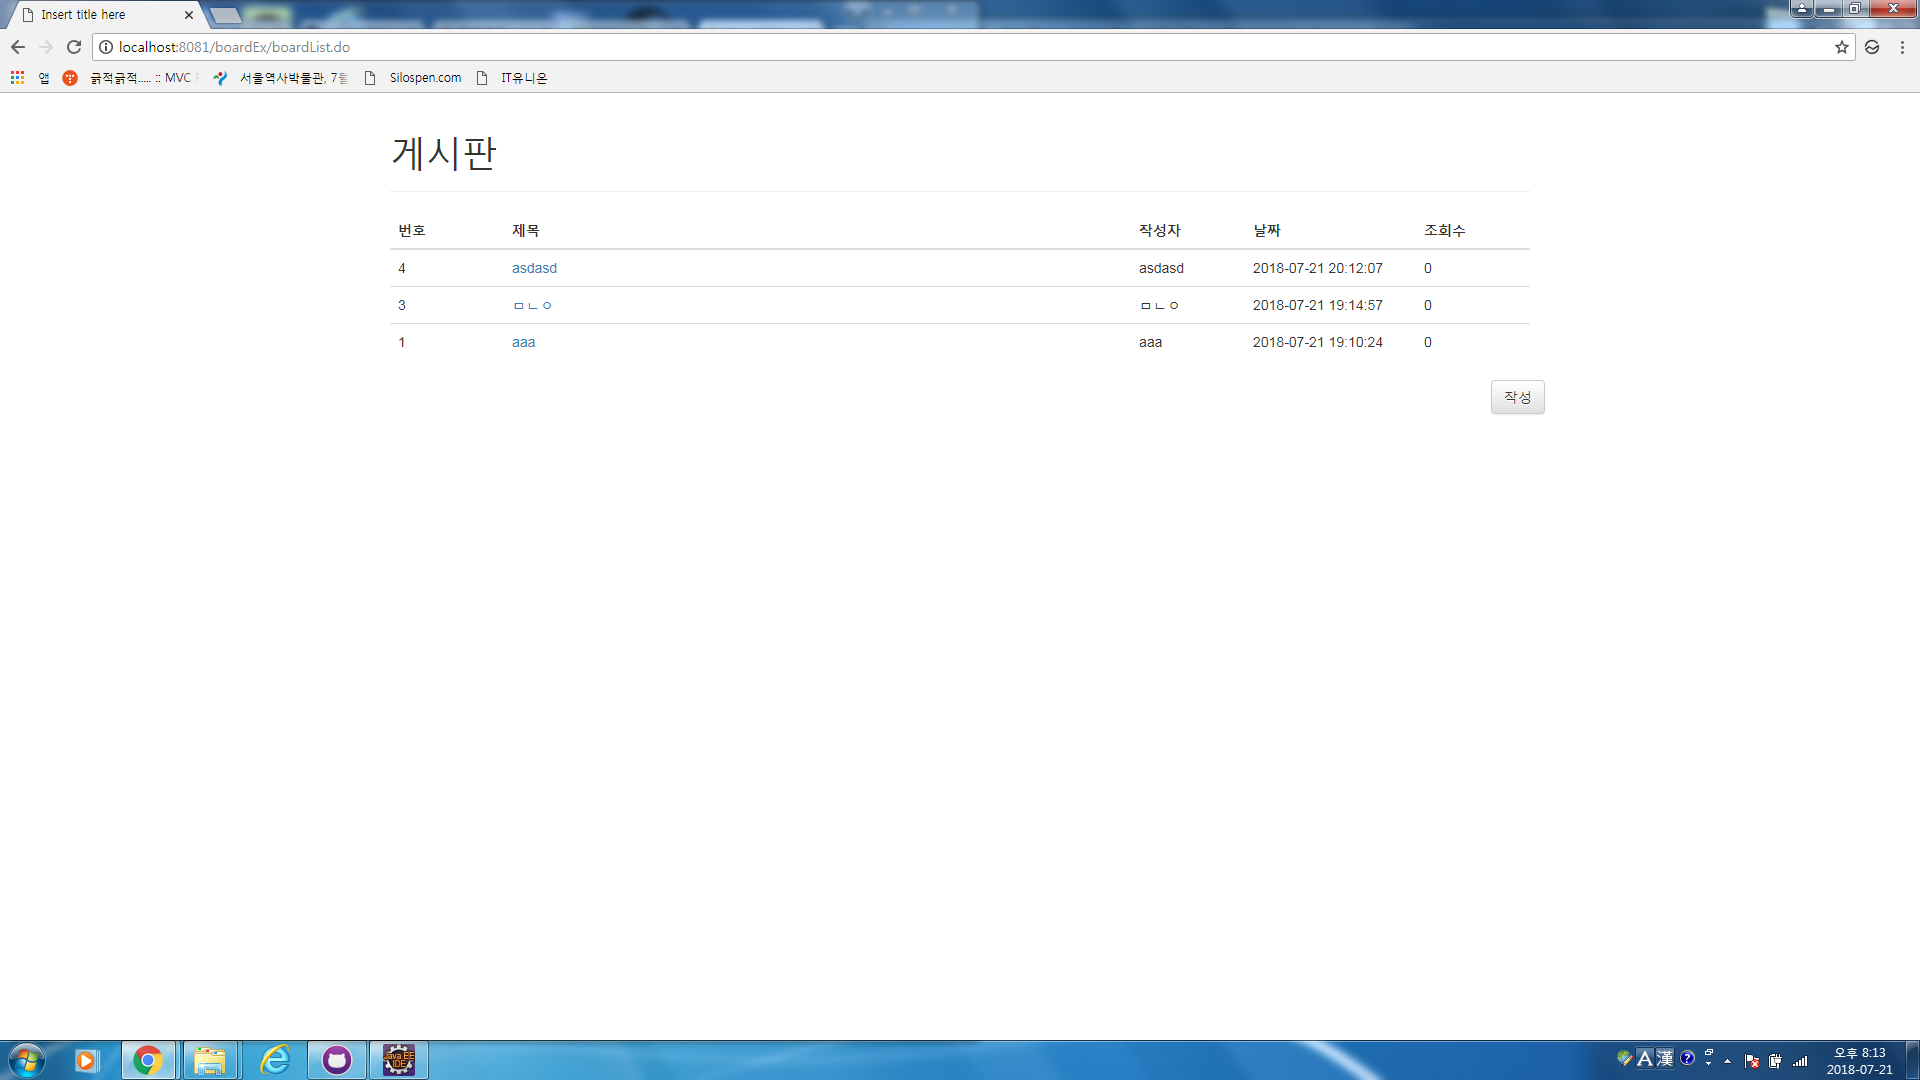 Insert title here
localhost:8081/boardEx/boardList.do
앱 긁적긁적..... :: MVC 서울역사박물관, 7월 Silospen.com IT유니온
게시판
번호 제목 작성자 날짜 조회수
4 asdasd asdasd 2018-07-21 20:12:07 0
3 ㅁㄴㅇ ㅁㄴㅇ 2018-07-21 19:14:57 0
1 aaa aaa 2018-07-21 19:10:24 0
작성
Java EE
IDE
A 漢 ?
오후 8:13
2018-07-21